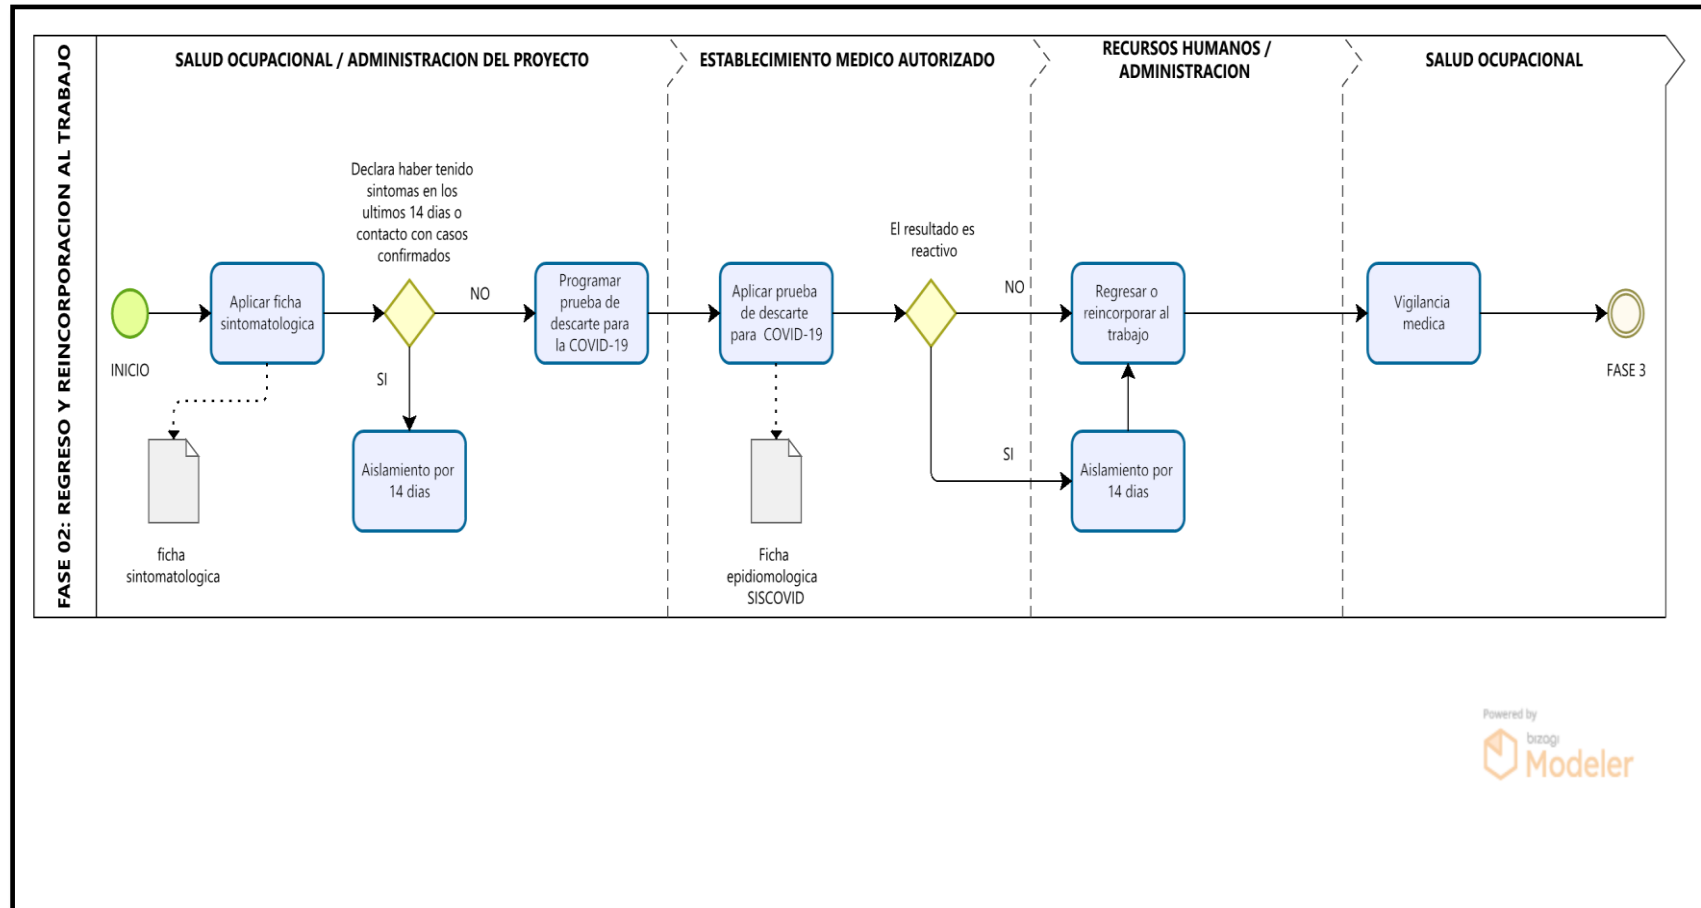 FASE 02: REGRESO Y REINCORPORACION AL TRABAJO
SALUD OCUPACIONAL / ADMINISTRACION DEL PROYECTO
ESTABLECIMIENTO MEDICO AUTORIZADO
RECURSOS HUMANOS /
ADMINISTRACION
SALUD OCUPACIONAL
INICIO
Aplicar ficha
sintomatologica
ficha
sintomatologica
Declara haber tenido
sintomas en los
ultimos 14 dias o
contacto con casos
confirmados
NO
SI
Aislamiento por
14 dias
Programar
prueba de
descarte para
la COVID-19
Aplicar prueba
de descarte
para COVID-19
Ficha
epidiomologica
SISCOVID
El resultado es
reactivo
NO
SI
Regresar o
reincorporar al
trabajo
Aislamiento por
14 dias
Vigilancia
medica
FASE 3
Powered by
bizagi
Modeler